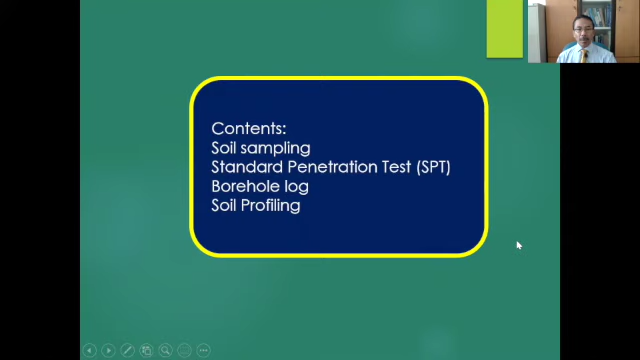 Contents:
Soil sampling
Standard Penetration Test (SPT)
Borehole log
Soil Profiling